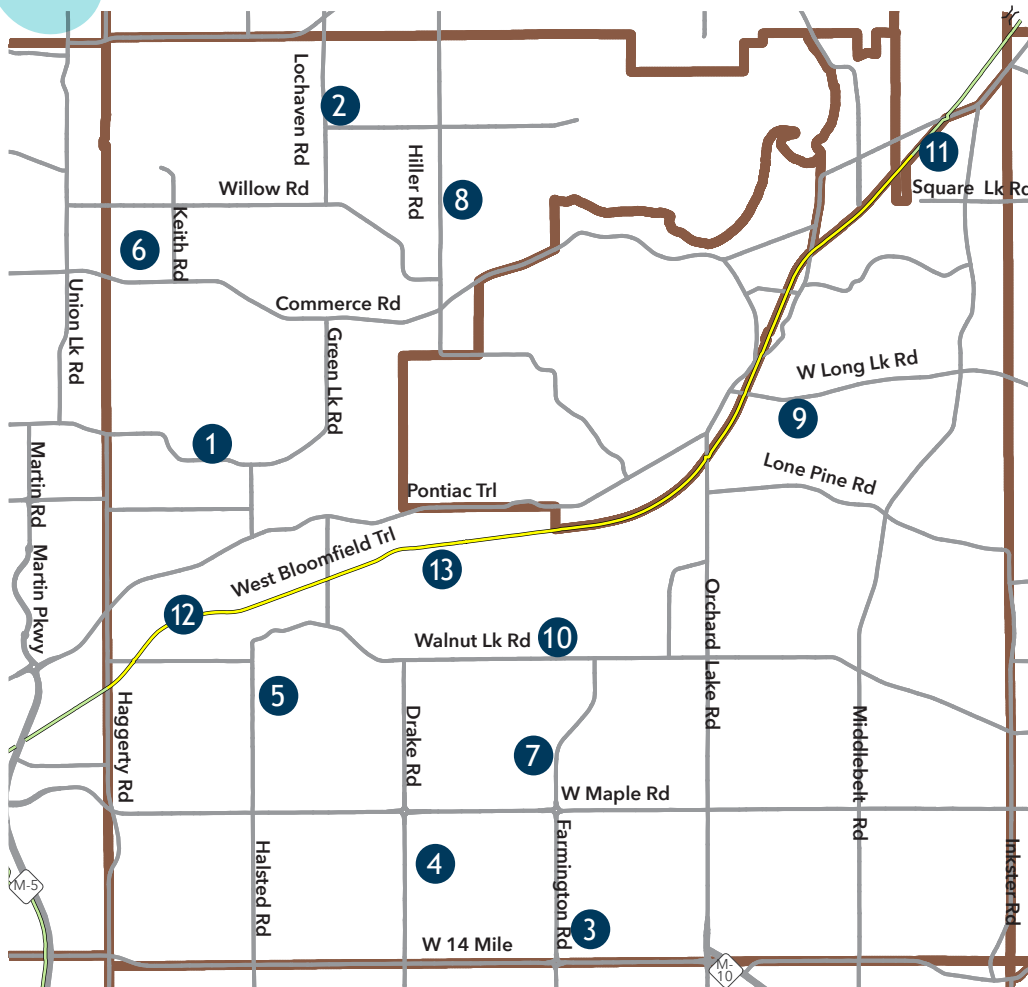 Lochaven Rd
2
Hiller Rd
11
Willow Rd
8
Square Lk Rd
Keith Rd
6
Union Lk Rd
Commerce Rd
Green Lk Rd
W Long Lk Rd
9
1
Martin Rd
Lone Pine Rd
Pontiac Trl
West Bloomfield Trl
13
Martin Pkwy
12
Orchard Lake Rd
Walnut Lk Rd
10
5
Haggerty Rd
Drake Rd
Middlebelt Rd
7
W Maple Rd
Halsted Rd
4
Farmington Rd
Inkster Rd
M-5
3
W 14 Mile
M-
10